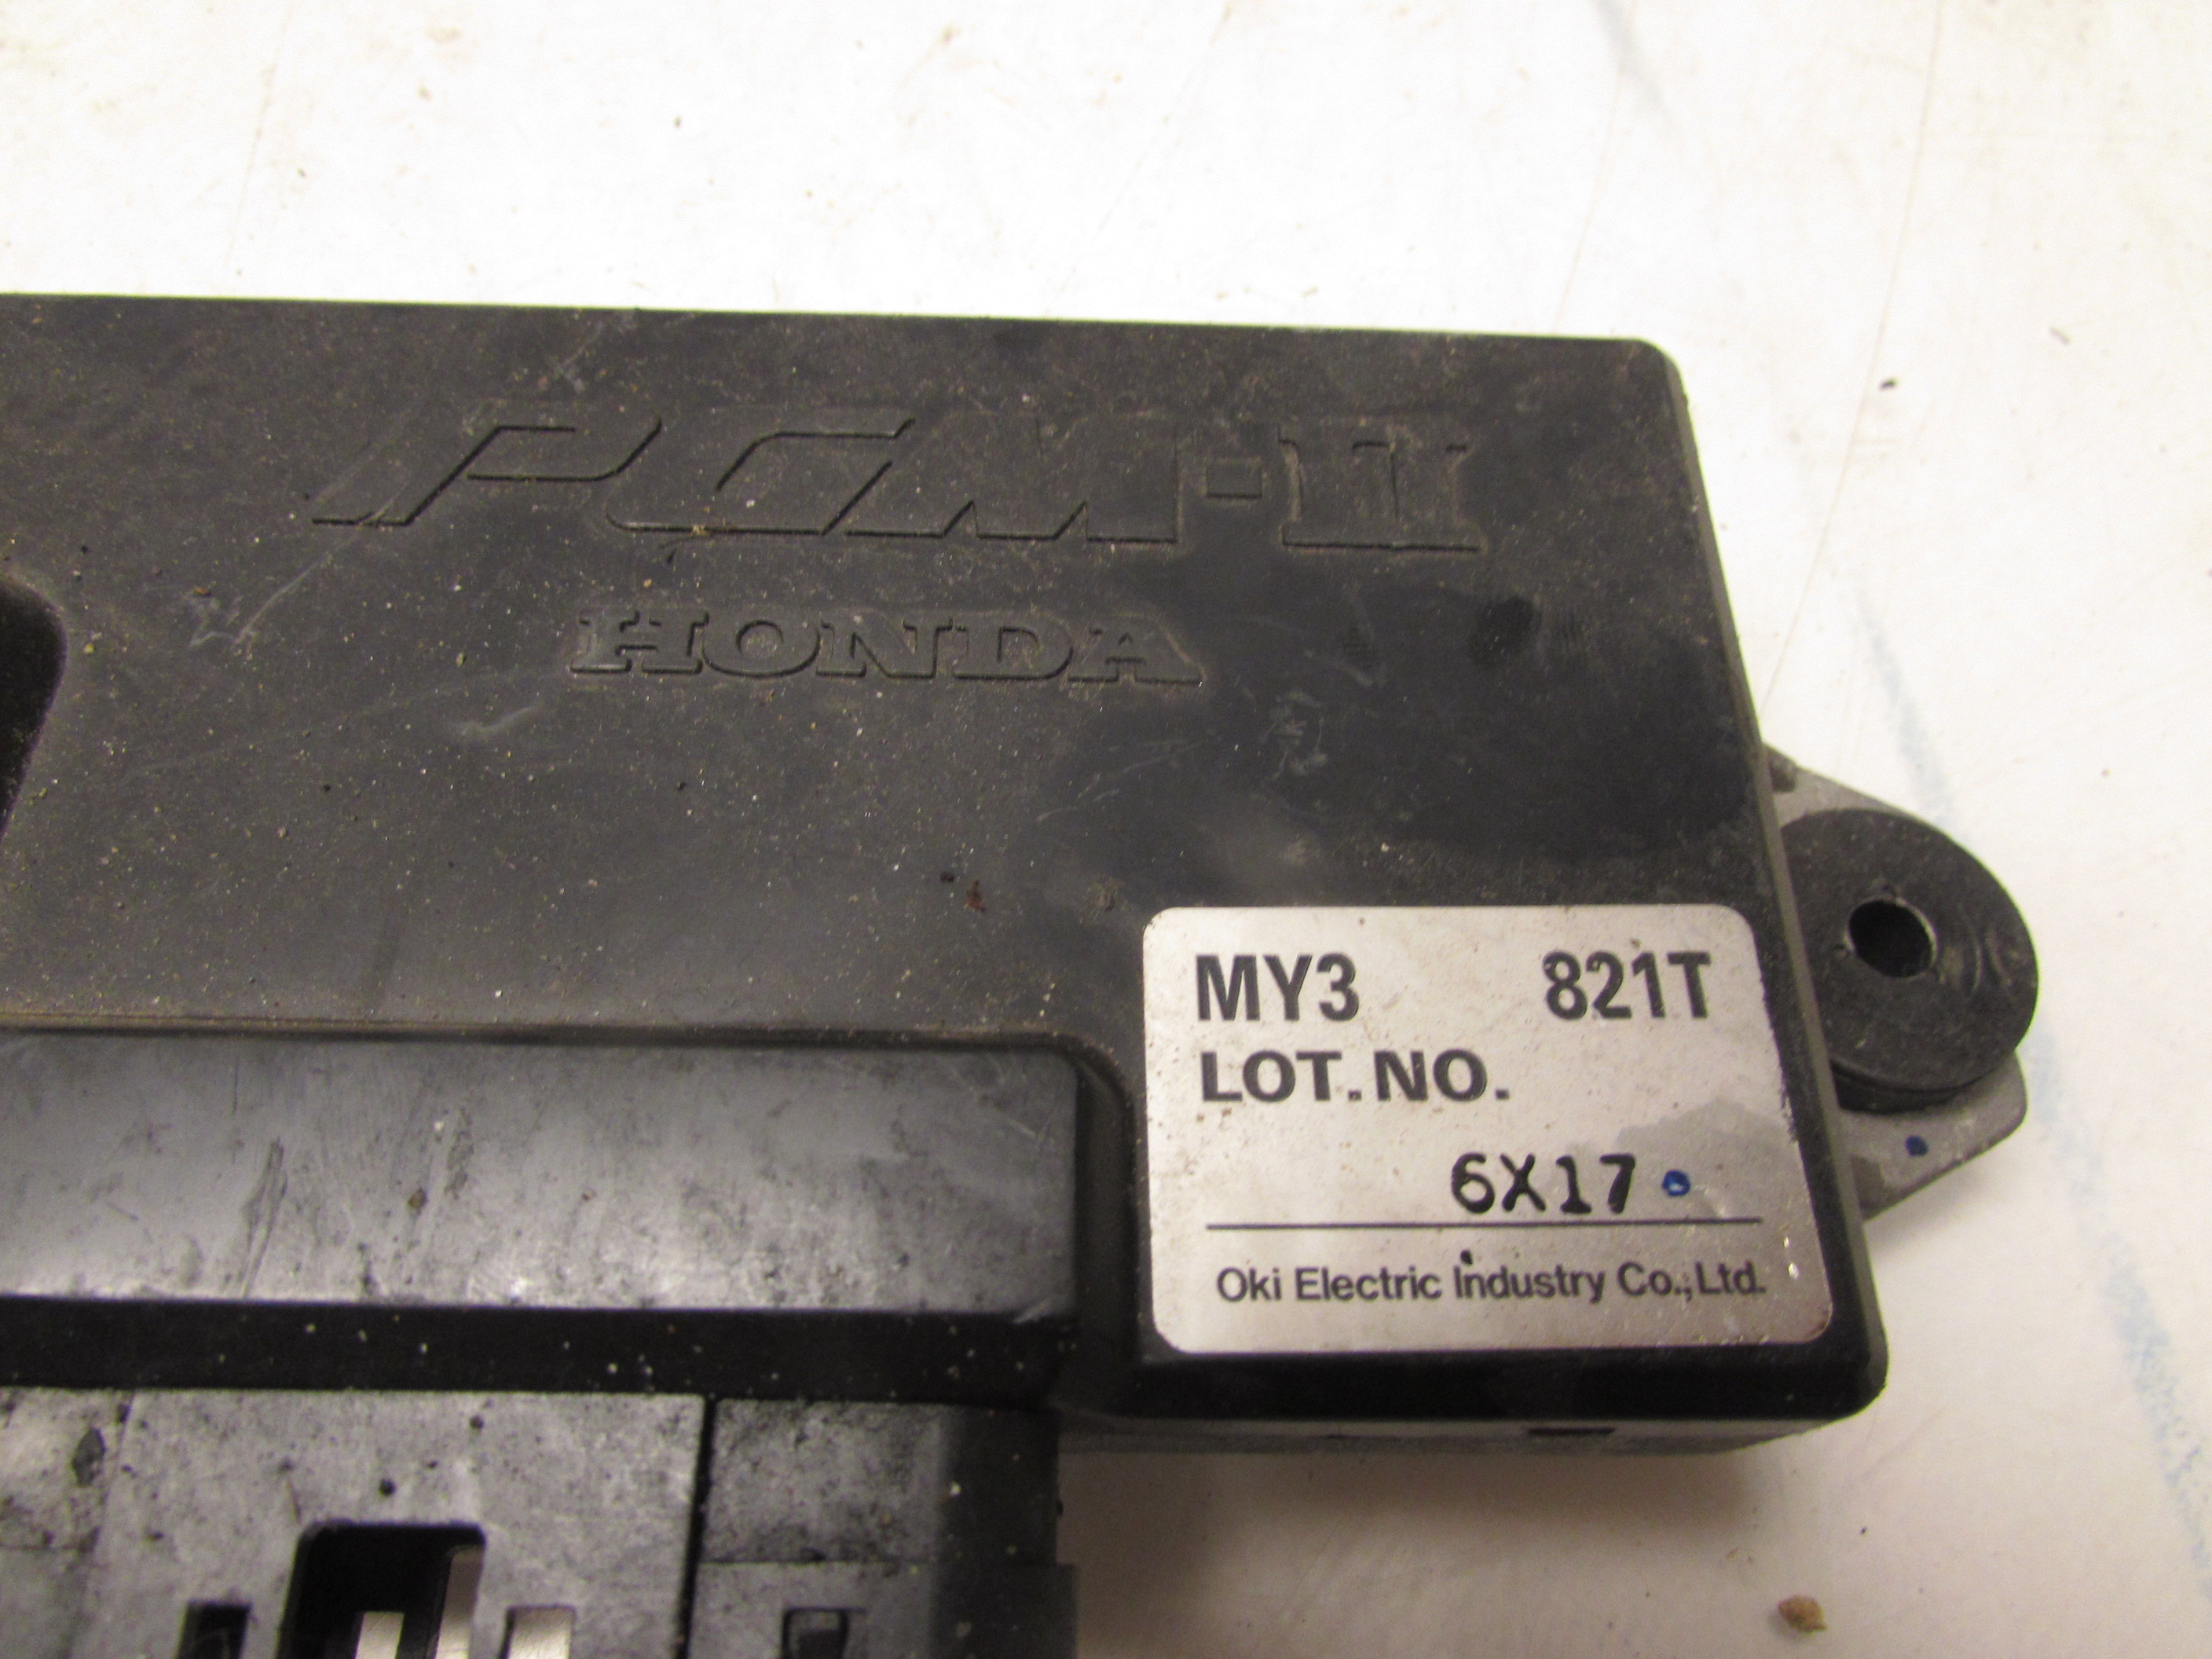 PGM-II
HONDA
MY3 821T
LOT.NO.
6X17
Oki Electric Industry Co.,Ltd.